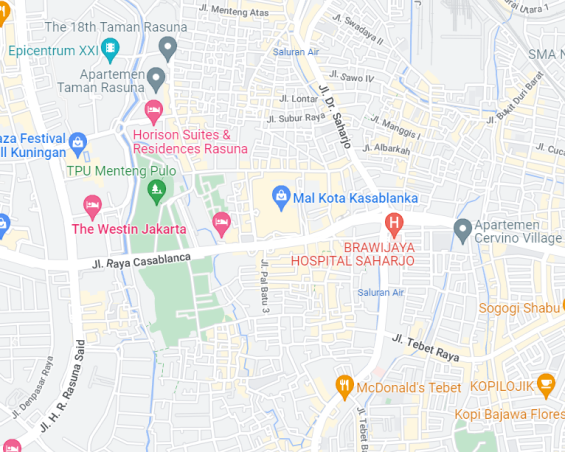 Jl. Menteng Atas
Jl. Utara 1
The 18th Taman Rasuna
Jl. Swadaya II
Epicentrum XXI
Saluran Air
SMA N
Apartemen
Taman Rasuna
Jl. Sawo IV
Jl. Lontar
Jl. Dr. Saharjo
Jl. Bukit Duri Barat
Jl. Subur Raya
Jl. Manggis I
Horison Suites &
Residences Rasuna
aza Festival
ll Kuningan
Jl. Albarkah
Jl. Cuc
TPU Menteng Pulo
Mal Kota Kasablanka
The Westin Jakarta
Apartemen
Cervino Village
BRAWIJAYA
HOSPITAL SAHARJO
Jl. Raya Casablanca
Jl. Pal Batu 3
Saluran Air
Sogogi Shabu
Jl. Tebet Raya
Jl. H. R. Rasuna Said
Jl. Denpasar Raya
McDonald's Tebet
KOPILOJIK
Kopi Bajawa Flores
Jl. Tebet Ba